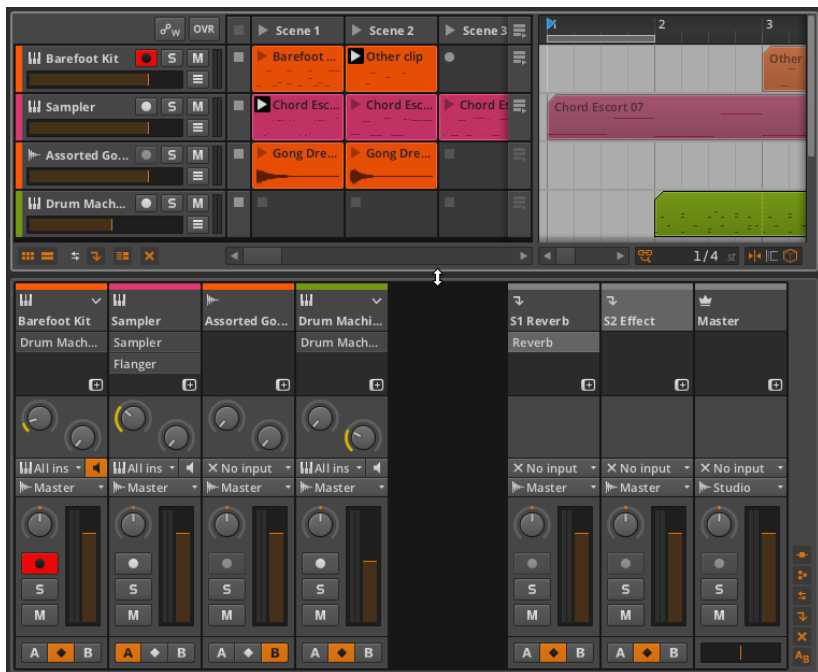 W OVR Scene 1 Scene 2 Scene 3 1 2 3
Barefoot Kit S M Barefoot ... Other clip Other
Sampler S M Chord Esc... Chord Esc... Chord Es Chord Escort 07
Assorted Go... S M Gong Dre... Gong Dre...
Drum Mach... S M
1/4 st
Barefoot Kit Sampler Assorted Go... Drum Machi... S1 Reverb S2 Effect Master
Drum Mach... Sampler Drum Mach... Reverb
Flanger
All ins All ins No input All ins No input No input No input
Master Master Master Master Master Master Studio
S S S S S S S
M M M M M M M
A B A B A B A B A B A B
AB